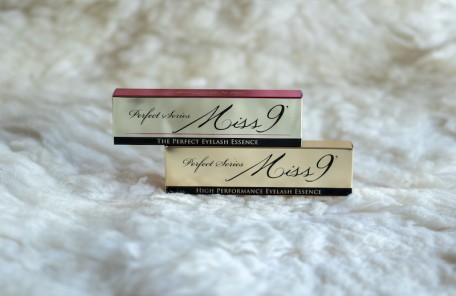 Perfect Series Miss 9
THE PERFECT EYELASH ESSENCE
Perfect Series Miss 9
HIGH PERFORMANCE EYELASH ESSENCE